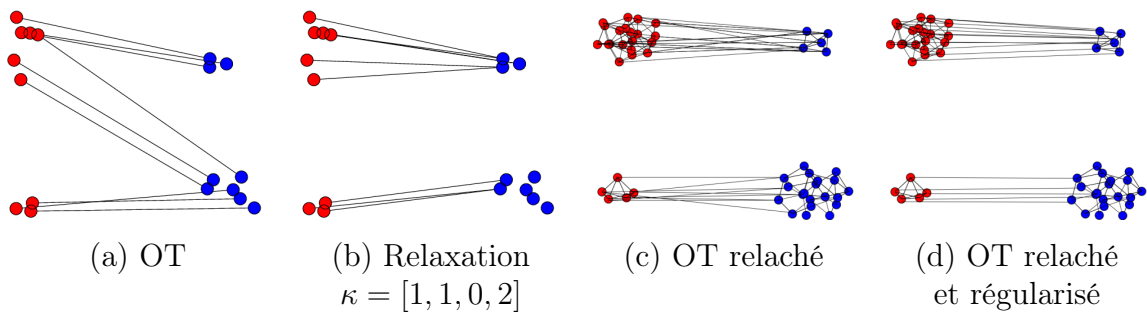 (a) OT
(b) Relaxation
κ = [1, 1, 0, 2]
(c) OT relaché
(d) OT relaché
et régularisé